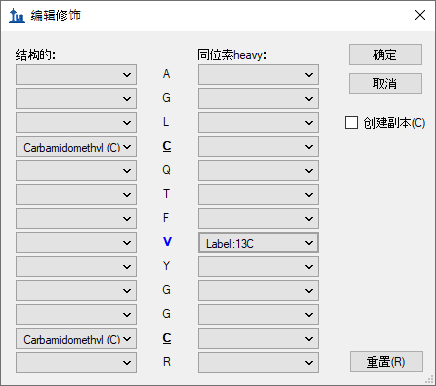 编辑修饰
结构的: 同位素heavy: 确定
A
取消
G
L 创建副本(C)
Carbamidomethyl (C) C
Q
T
F
V Label:13C
Y
G
G
Carbamidomethyl (C) C
R 重置(R)